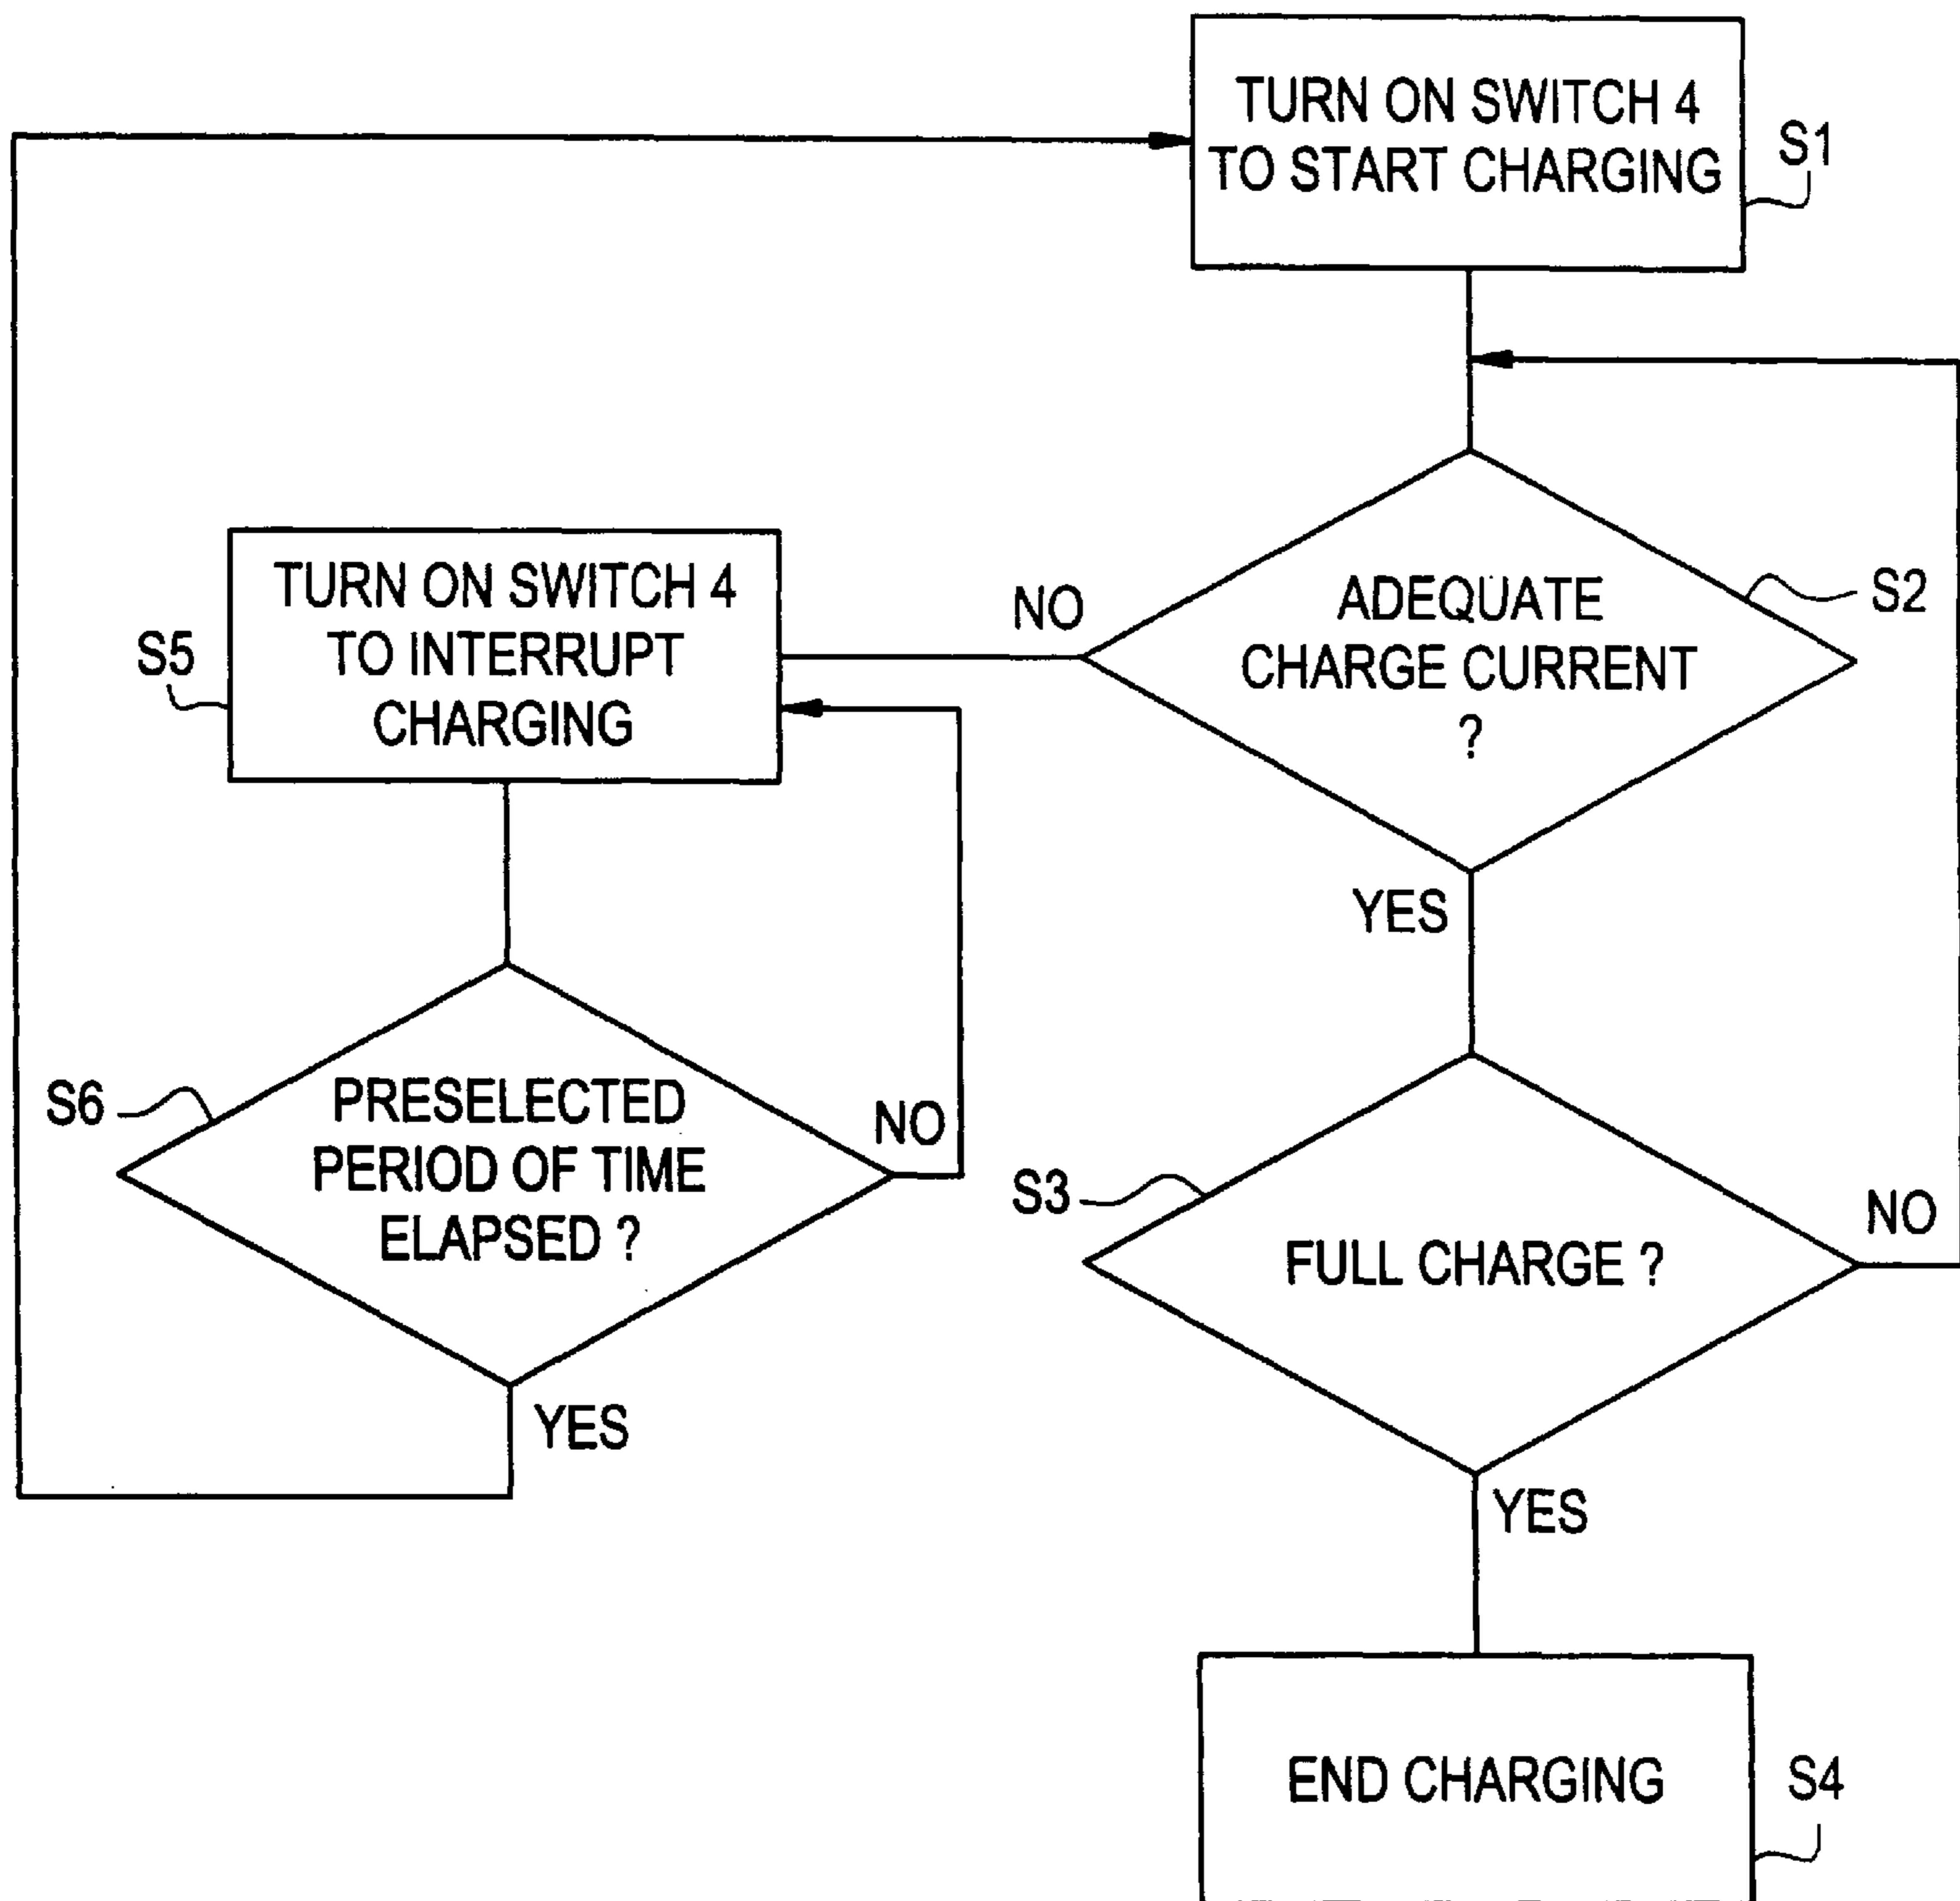 TURN ON SWITCH 4
TO START CHARGING
S1
ADEQUATE
CHARGE CURRENT
?
S2
NO
YES
TURN ON SWITCH 4
TO INTERRUPT
CHARGING
S5
PRESELECTED
PERIOD OF TIME
ELAPSED ?
S6
NO
YES
FULL CHARGE ?
S3
NO
YES
END CHARGING
S4